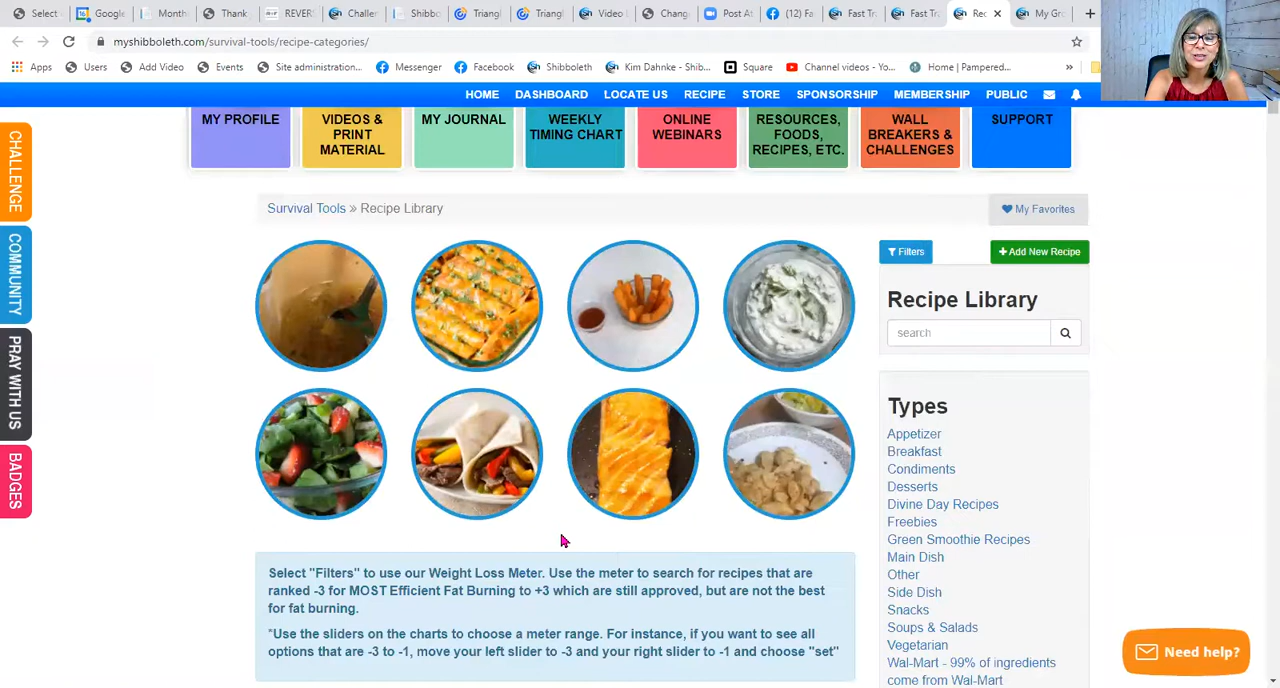 Select
Google
Month
Thank
REVER
Challer
Shibbo
Triangl
Triangl
Video L
Chang
Post At
(12) Fa
Fast Tr
Fast Tr
Rec
My Gro
myshibboleth.com/survival-tools/recipe-categories/
Apps
Users
Add Video
Events
Site administration...
Messenger
Faceb
Shibboleth
Kim Dahnke - Shib...
Square
Channel videos - Yo...
Home | Pampered...
»
HOME DASHBOARD LOCATE US RECIPE STORE SPONSORSHIP MEMBERSHIP PUBLIC
MY PROFILE
VIDEOS &
PRINT
MATERIAL
MY JOURNAL
WEEKLY
TIMING CHART
ONLINE
WEBINARS
RESOURCES,
FOODS,
RECIPES, ETC.
WALL
BREAKERS &
CHALLENGES
SUPPORT
CHALLENGE
COMMUNITY
PRAY WITH US
BADGES
Survival Tools » Recipe Library
My Favorites
Filters
+ Add New Recipe
Recipe Library
search
Types
Appetizer
Breakfast
Condiments
Desserts
Divine Day Recipes
Freebies
Green Smoothie Recipes
Main Dish
Other
Side Dish
Snacks
Soups & Salads
Vegetarian
Wal-Mart - 99% of ingredients
come from Wal-Mart
Select "Filters" to use our Weight Loss Meter. Use the meter to search for recipes that are
ranked -3 for MOST Efficient Fat Burning to +3 which are still approved, but are not the best
for fat burning.
*Use the sliders on the charts to choose a meter range. For instance, if you want to see all
options that are -3 to -1, move your left slider to -3 and your right slider to -1 and choose "set"
Need help?